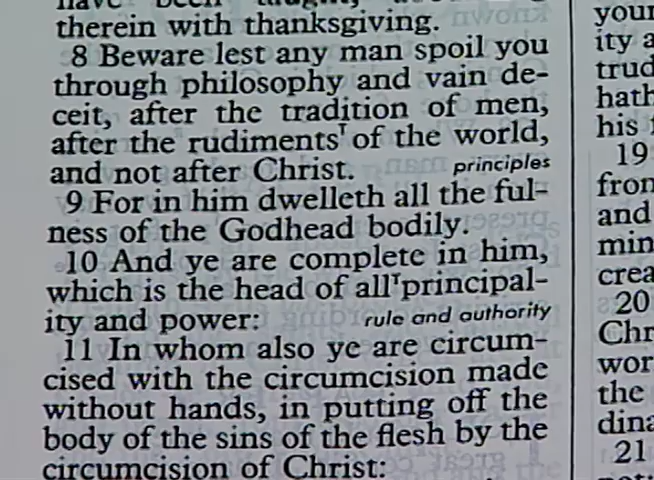 have been taught,
therein with thanksgiving.
8 Beware lest any man spoil you
through philosophy and vain de-
ceit, after the tradition of men,
after the rudiments⸆ of the world,
and not after Christ. principles
9 For in him dwelleth all the ful-
ness of the Godhead bodily.
10 And ye are complete in him,
which is the head of all⸆principal-
ity and power: rule and authority
11 In whom also ye are circum-
cised with the circumcision made
without hands, in putting off the
body of the sins of the flesh by the
circumcision of Christ:
your
ity a
trud
hath
his
19
from
and
min
crea
20
Chr
wor
the
dina
21